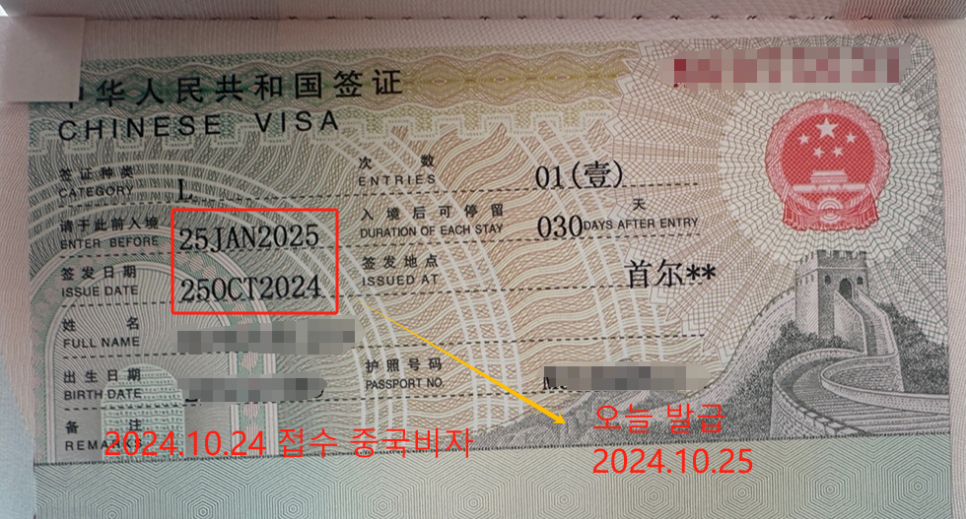 华人民共和国签证
CHINESE VISA
签证种类
CATEGORY
L
次 数
ENTRIES
01(壹)
请于此前入境
ENTER BEFORE
25JAN2025
入境后可停留
DURATION OF EACH STAY
030 天
DAYS AFTER ENTRY
签发日期
ISSUE DATE
25OCT2024
签发地点
ISSUED AT
首尔**
姓 名
FULL NAME
出生日期
BIRTH DATE
护照号码
PASSPORT NO.
备 注
REMARKS
2024.10.24 접수 중국비자
오늘 발급
2024.10.25